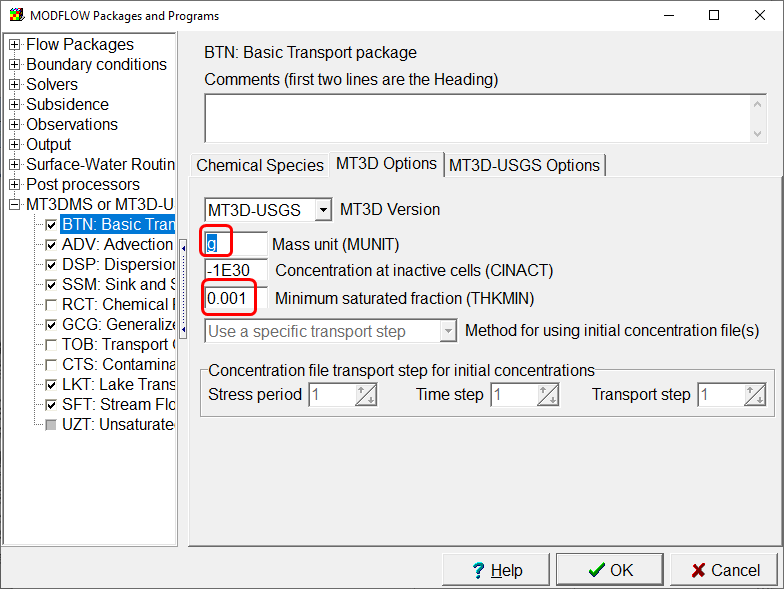 MODFLOW Packages and Programs
Flow Packages
Boundary conditions
Solvers
Subsidence
Observations
Output
Surface-Water Routin
Post processors
MT3DMS or MT3D-U
BTN: Basic Tran
ADV: Advection
DSP: Dispersion
SSM: Sink and S
RCT: Chemical R
GCG: Generalize
TOB: Transport O
CTS: Contamina
LKT: Lake Trans
SFT: Stream Flo
UZT: Unsaturate
BTN: Basic Transport package
Comments (first two lines are the Heading)
Chemical Species MT3D Options MT3D-USGS Options
MT3D-USGS MT3D Version
g Mass unit (MUNIT)
-1E30 Concentration at inactive cells (CINACT)
0.001 Minimum saturated fraction (THKMIN)
Use a specific transport step Method for using initial concentration file(s)
Concentration file transport step for initial concentrations
Stress period 1 Time step 1 Transport step 1
? Help OK Cancel